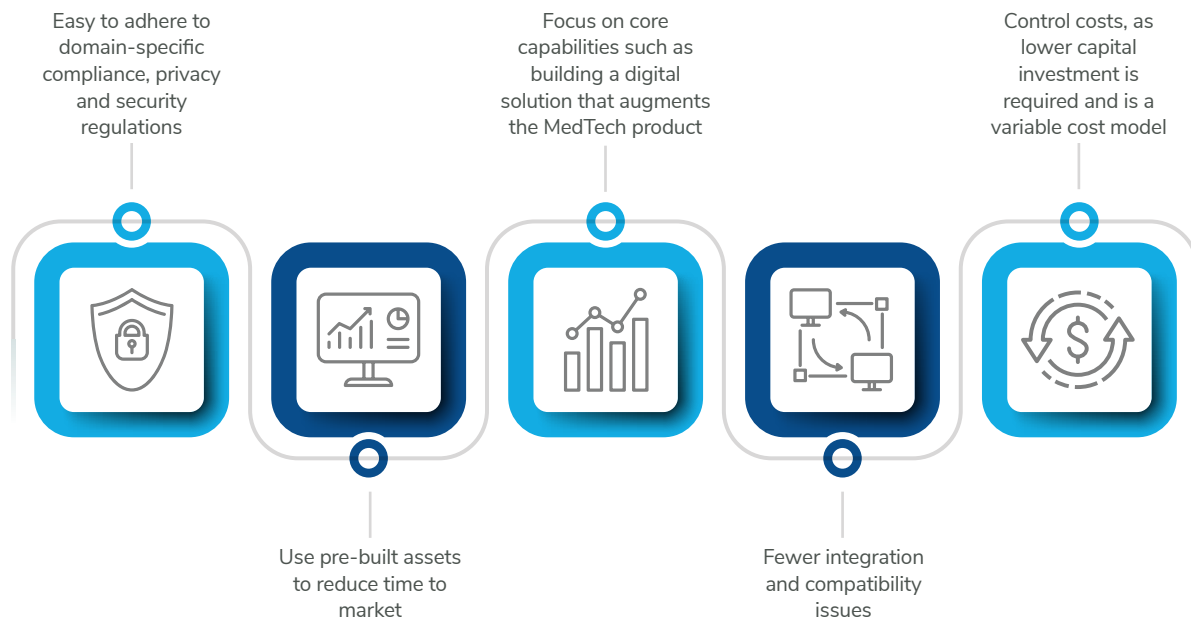 Easy to adhere to
domain-specific
compliance, privacy
and security
regulations
Use pre-built assets
to reduce time to
market
Focus on core
capabilities such as
building a digital
solution that augments
the MedTech product
Fewer integration
and compatibility
issues
Control costs, as
lower capital
investment is
required and is a
variable cost model
$